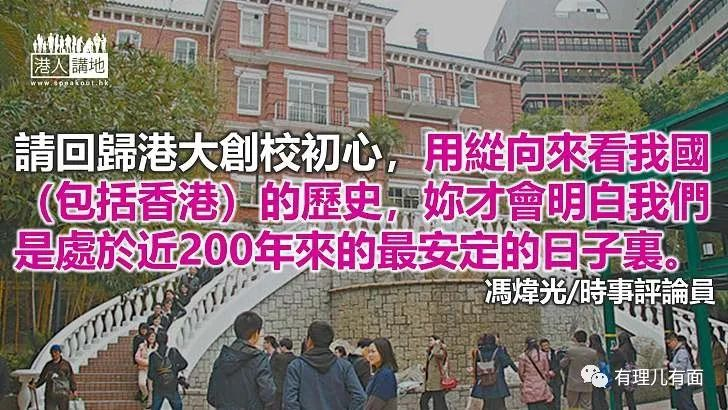 港人講地
www.speakout.hk
請回歸港大創校初心，用縱向來看我國
（包括香港）的歷史，妳才會明白我們
是處於近200年來的最安定的日子裏。
馮煒光/時事評論員
有理儿有面